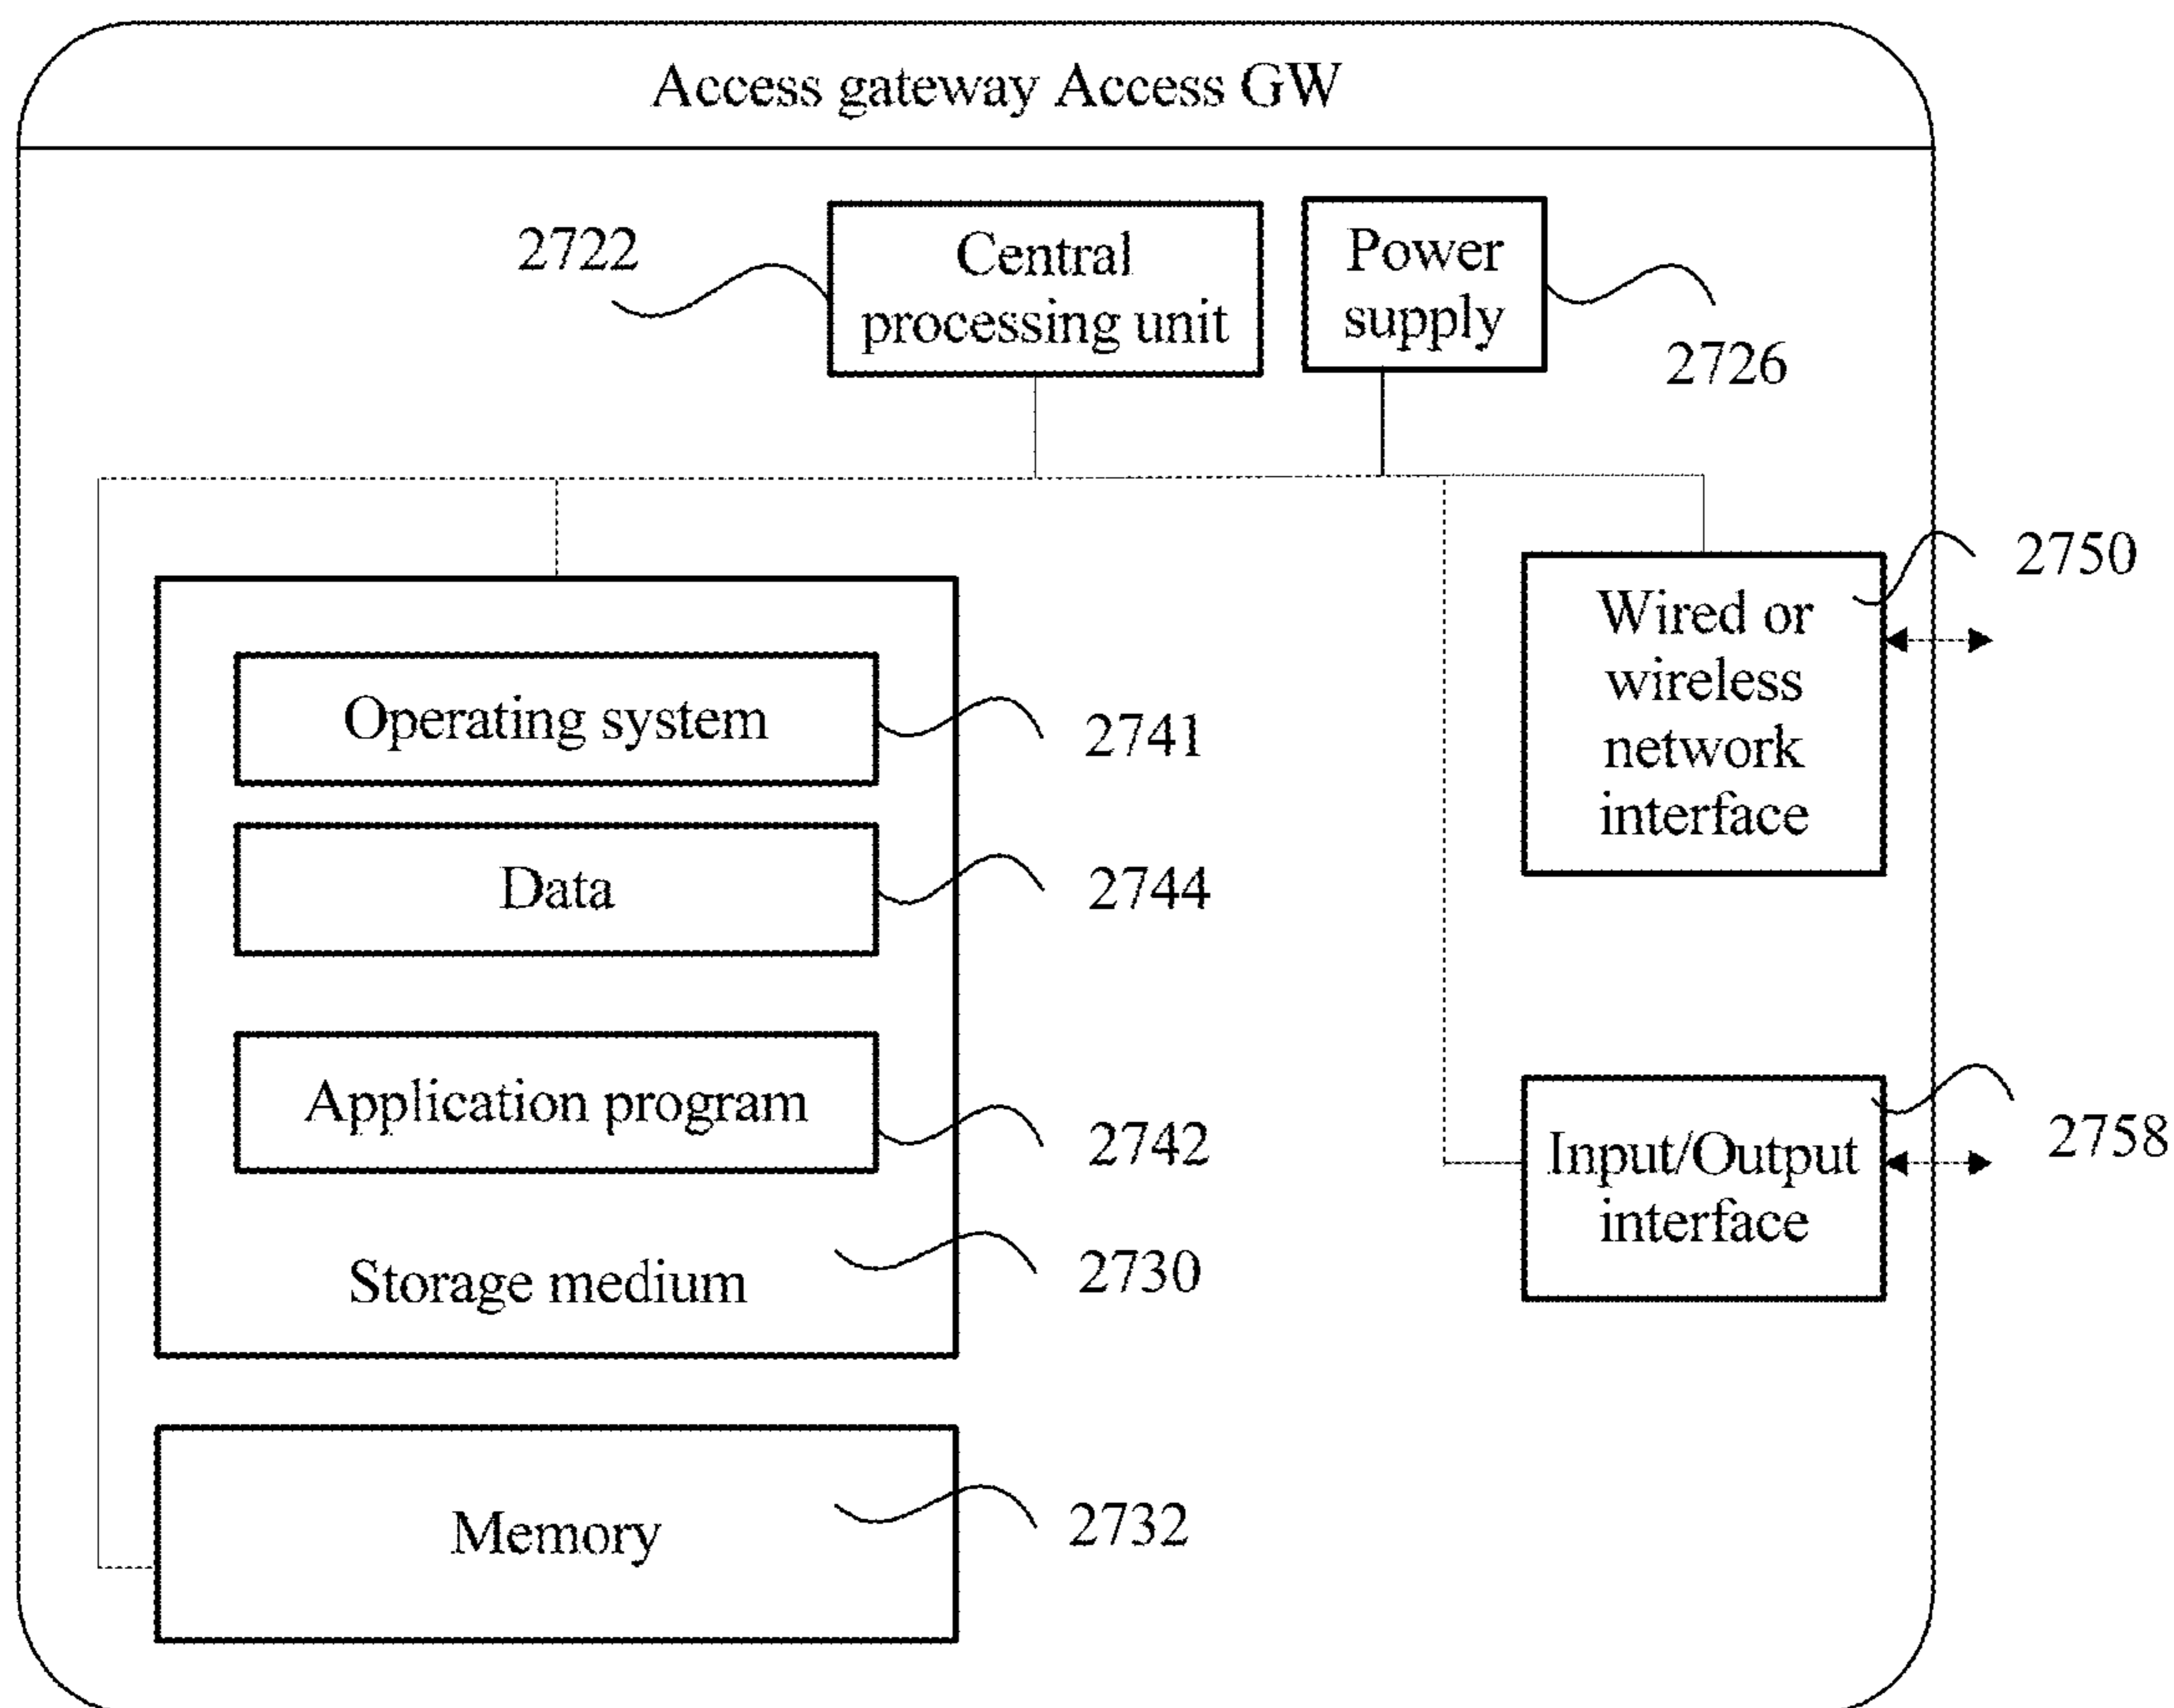 Access gateway Access GW
2722
Central
processing unit
Power
supply
2726
2750
Wired or
wireless
network
interface
Operating system
2741
Data
2744
Application program
2742
Storage medium
2730
Input/Output
interface
2758
Memory
2732